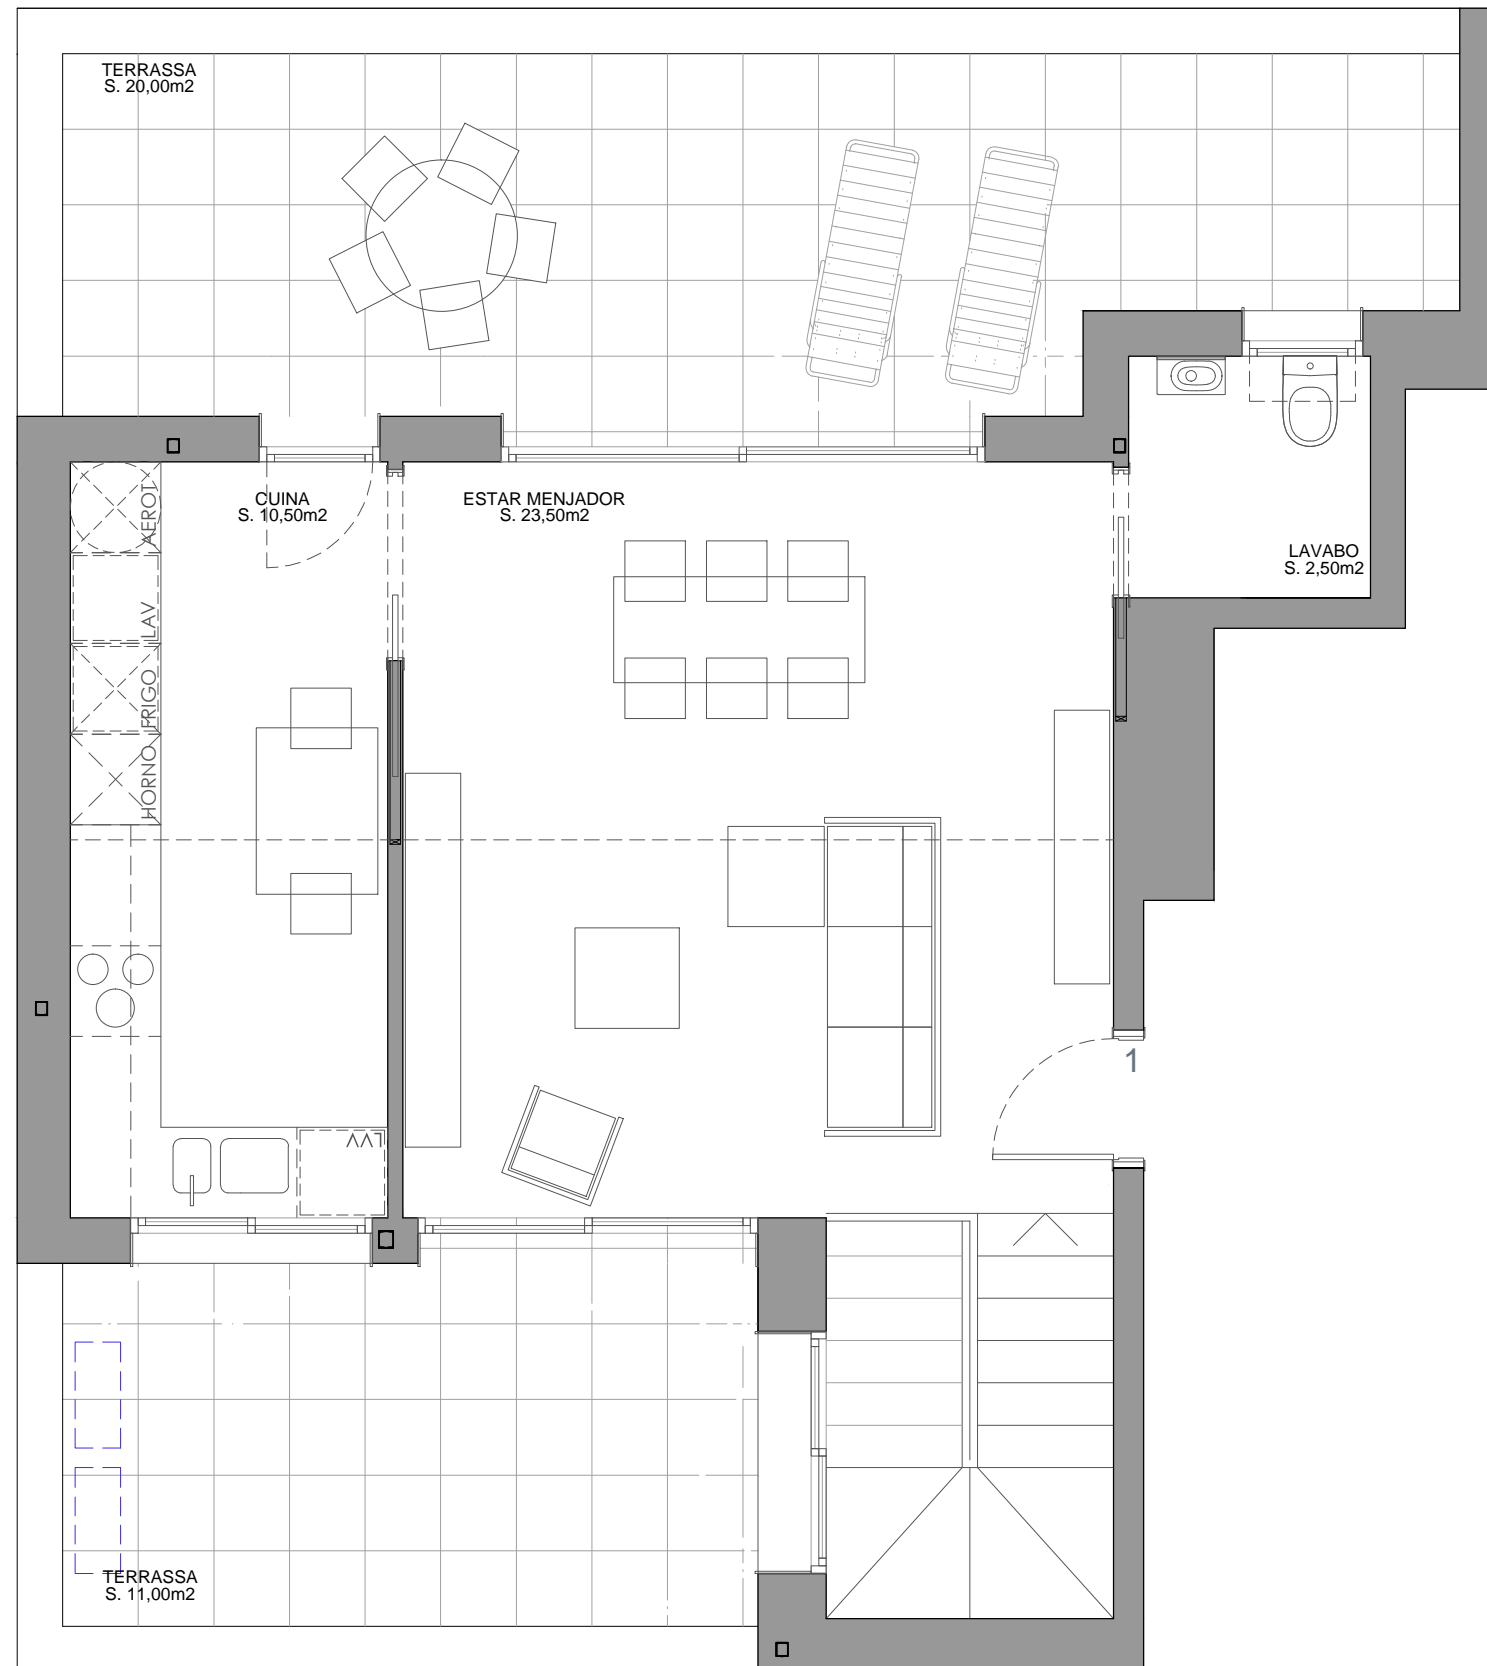 TERRASSA
S. 20,00m2
CUINA
S. 10,50m2
ESTAR MENJADOR
S. 23,50m2
LAVABO
S. 2,50m2
AEROT
LAV
FRIGO
HORNO
1
LVV
TERRASSA
S. 11,00m2